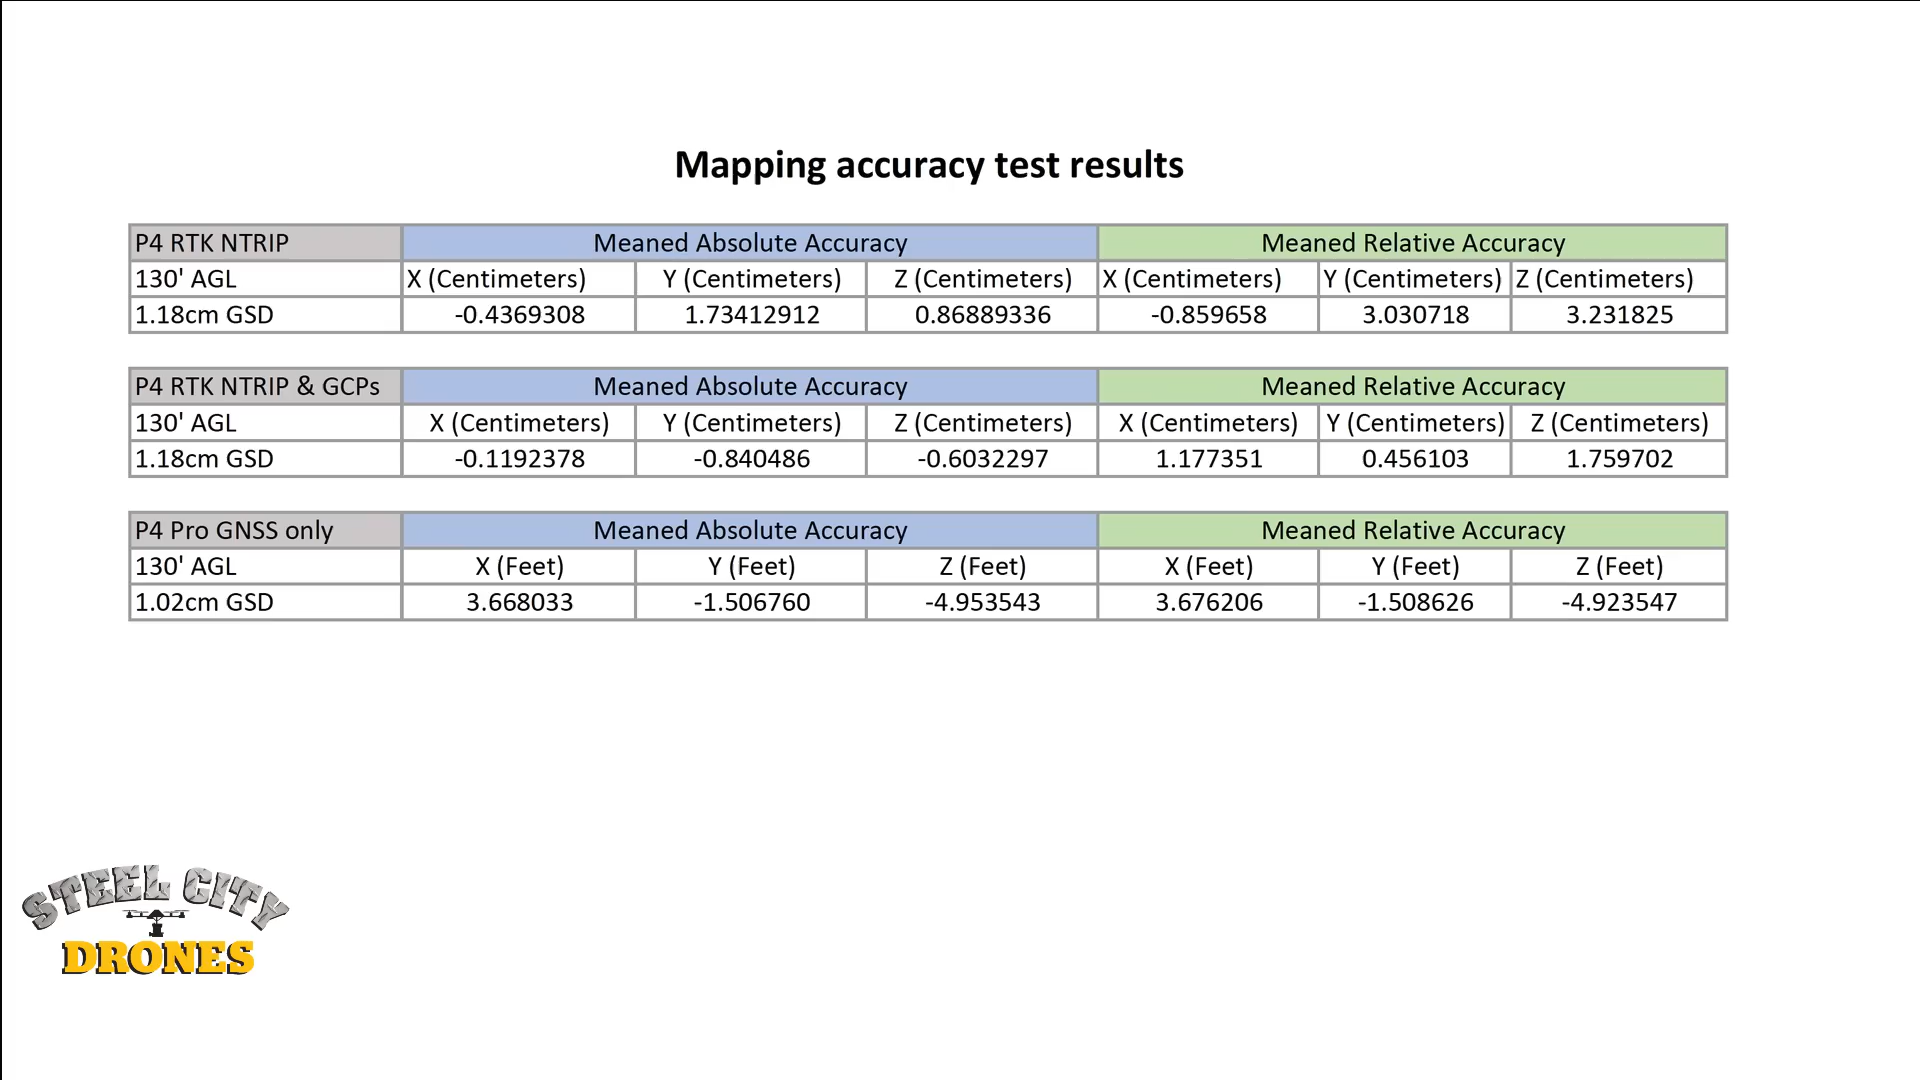 Mapping accuracy test results
P4 RTK NTRIP Meaned Absolute Accuracy Meaned Relative Accuracy
130' AGL X (Centimeters) Y (Centimeters) Z (Centimeters) X (Centimeters) Y (Centimeters) Z (Centimeters)
1.18cm GSD -0.4369308 1.73412912 0.86889336 -0.859658 3.030718 3.231825
P4 RTK NTRIP & GCPs Meaned Absolute Accuracy Meaned Relative Accuracy
130' AGL X (Centimeters) Y (Centimeters) Z (Centimeters) X (Centimeters) Y (Centimeters) Z (Centimeters)
1.18cm GSD -0.1192378 -0.840486 -0.6032297 1.177351 0.456103 1.759702
P4 Pro GNSS only Meaned Absolute Accuracy Meaned Relative Accuracy
130' AGL X (Feet) Y (Feet) Z (Feet) X (Feet) Y (Feet) Z (Feet)
1.02cm GSD 3.668033 -1.506760 -4.953543 3.676206 -1.508626 -4.923547
STEEL CITY
DRONES